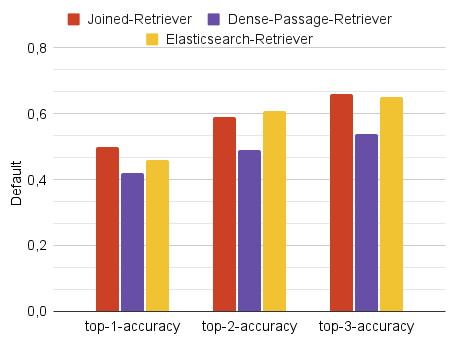 Joined-Retriever Dense-Passage-Retriever
Elasticsearch-Retriever
0,8
0,6
0,4
0,2
0,0
Default
top-1-accuracy top-2-accuracy top-3-accuracy